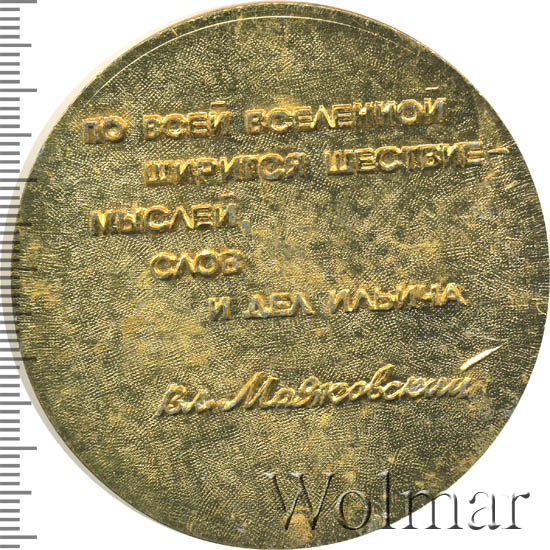 ПО ВСЕЙ ВСЕЛЕННОЙ
ШИРИТСЯ ШЕСТВИЕ–
МЫСЛЕЙ,
СЛОВ
И ДЕЛ ИЛЬИЧА
Вл. Маяковский
Wolmar